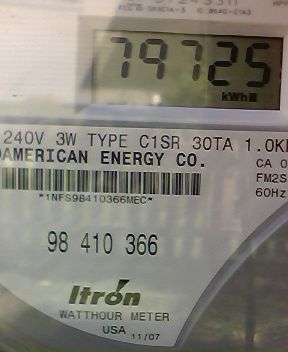 79725
kWh
240V 3W TYPE C1SR 30TA 1.0
AMERICAN ENERGY CO.
CA
*1NFS98410366MEC*
FM2S
60Hz
98 410 366
Itron
WATTHOUR METER
USA 11/07